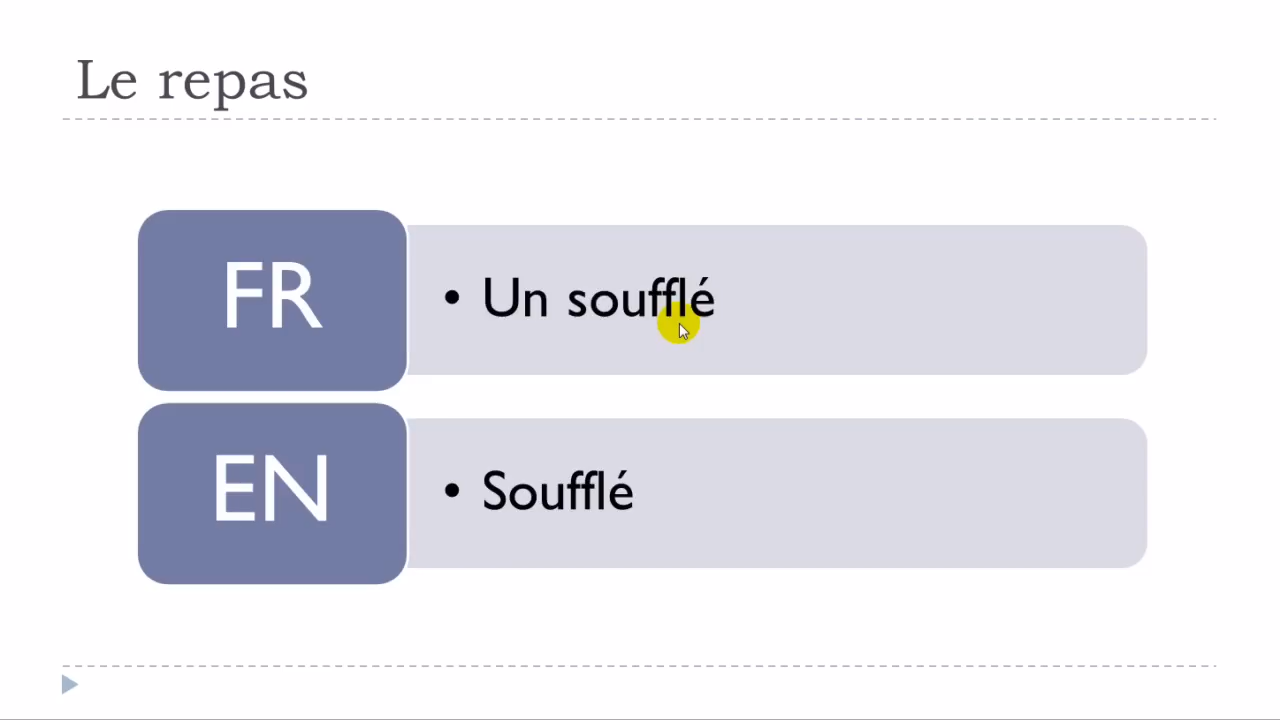 Le repas
FR
• Un soufflé
EN
• Soufflé